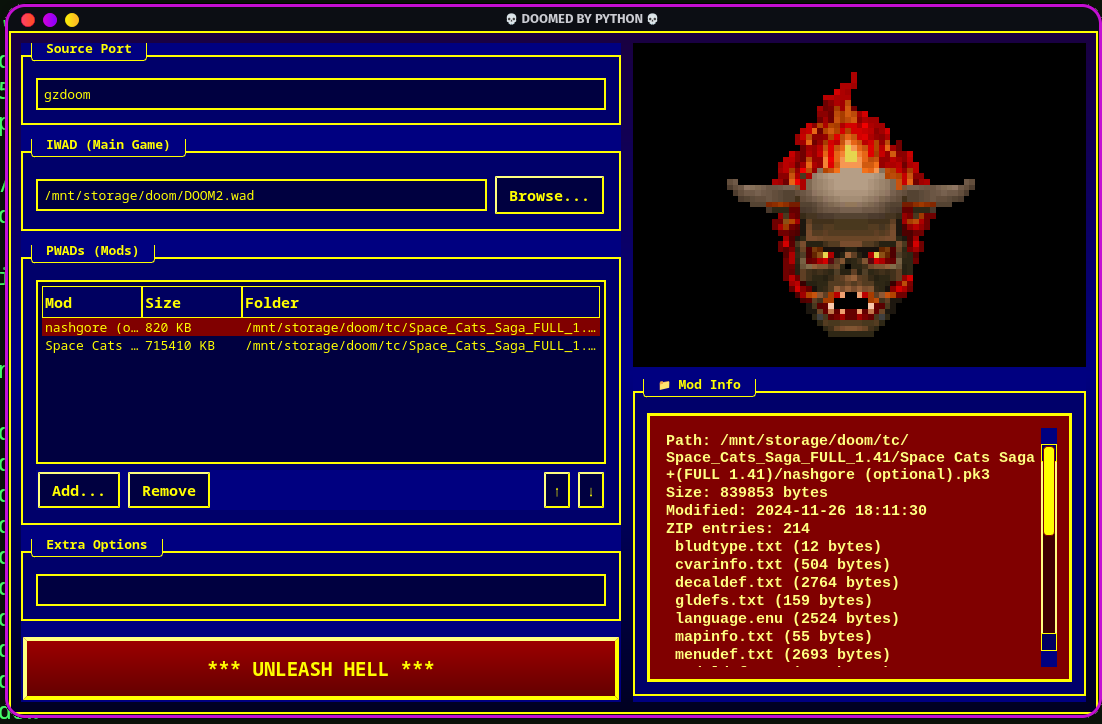 💀 DOOMED BY PYTHON 💀
Source Port
gzdoom
IWAD (Main Game)
/mnt/storage/doom/DOOM2.wad
Browse...
PWADs (Mods)
Mod Size Folder
nashgore (o… 820 KB /mnt/storage/doom/tc/Space_Cats_Saga_FULL_1.…
Space Cats … 715410 KB /mnt/storage/doom/tc/Space_Cats_Saga_FULL_1.…
Add... Remove ↑ ↓
Extra Options
*** UNLEASH HELL ***
📁 Mod Info
Path: /mnt/storage/doom/tc/
Space_Cats_Saga_FULL_1.41/Space Cats Saga
+(FULL 1.41)/nashgore (optional).pk3
Size: 839853 bytes
Modified: 2024-11-26 18:11:30
ZIP entries: 214
bludtype.txt (12 bytes)
cvarinfo.txt (504 bytes)
decaldef.txt (2764 bytes)
gldefs.txt (159 bytes)
language.enu (2524 bytes)
mapinfo.txt (55 bytes)
menudef.txt (2693 bytes)